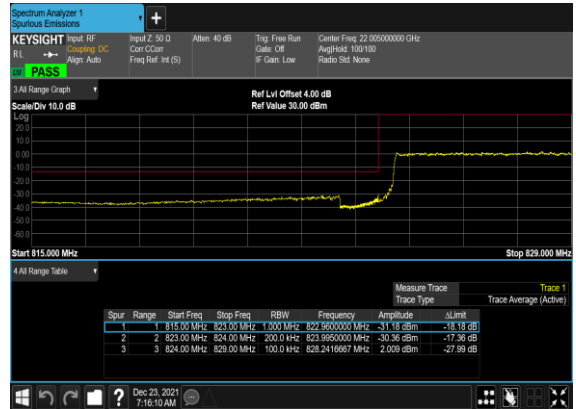 Spectrum Analyzer 1
Spurious Emissions
+
KEYSIGHT Input: RF Input Z: 50 Ω Atten: 40 dB Trig: Free Run Center Freq: 22.005000000 GHz
RL Coupling: DC Corr CCorr Gate: Off Avg|Hold: 100/100
Align: Auto Freq Ref: Int (S) IF Gain: Low Radio Std: None
LW PASS
3 All Range Graph
Ref Lvl Offset 4.00 dB
Scale/Div 10.0 dB Ref Value 30.00 dBm
Log
20.0
10.0
0.00
-10.0
-20.0
-30.0
-40.0
-50.0
-60.0
Start 815.000 MHz Stop 829.000 MHz
4 All Range Table
Measure Trace Trace 1
Trace Type Trace Average (Active)
Spur Range Start Freq Stop Freq RBW Frequency Amplitude ΔLimit
1 1 815.00 MHz 823.00 MHz 1.000 MHz 822.9600000 MHz -31.18 dBm -18.18 dB
2 2 823.00 MHz 824.00 MHz 200.0 kHz 823.9950000 MHz -30.36 dBm -17.36 dB
3 3 824.00 MHz 829.00 MHz 100.0 kHz 828.2416667 MHz 2.009 dBm -27.99 dB
? Dec 23, 2021
7:16:10 AM